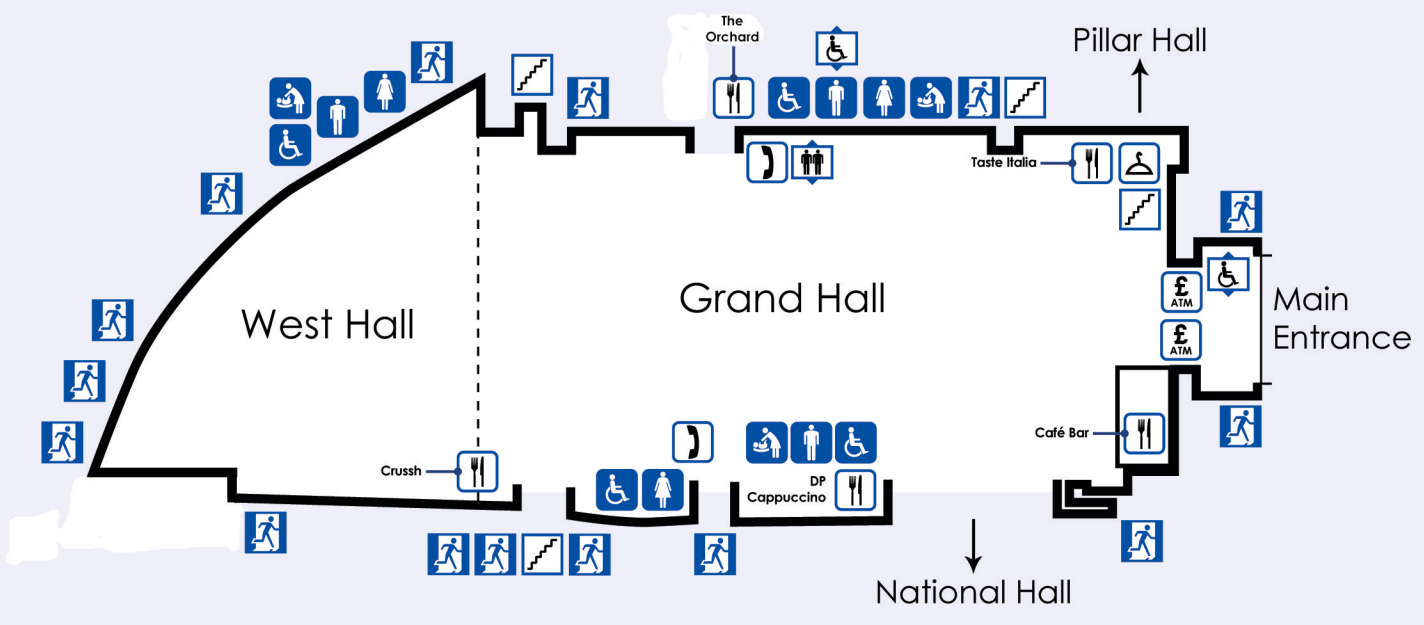 The
Orchard
Pillar Hall
Taste Italia
West Hall
Grand Hall
£
ATM
£
ATM
Main
Entrance
Café Bar
Crussh
DP
Cappuccino
National Hall